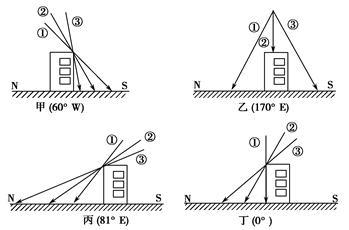 ② ③
①
N S
甲(60° W)
① ③
②
N S
乙(170° E)
① ②
③
N S
丙(81° E)
① ②
③
N S
丁(0°)